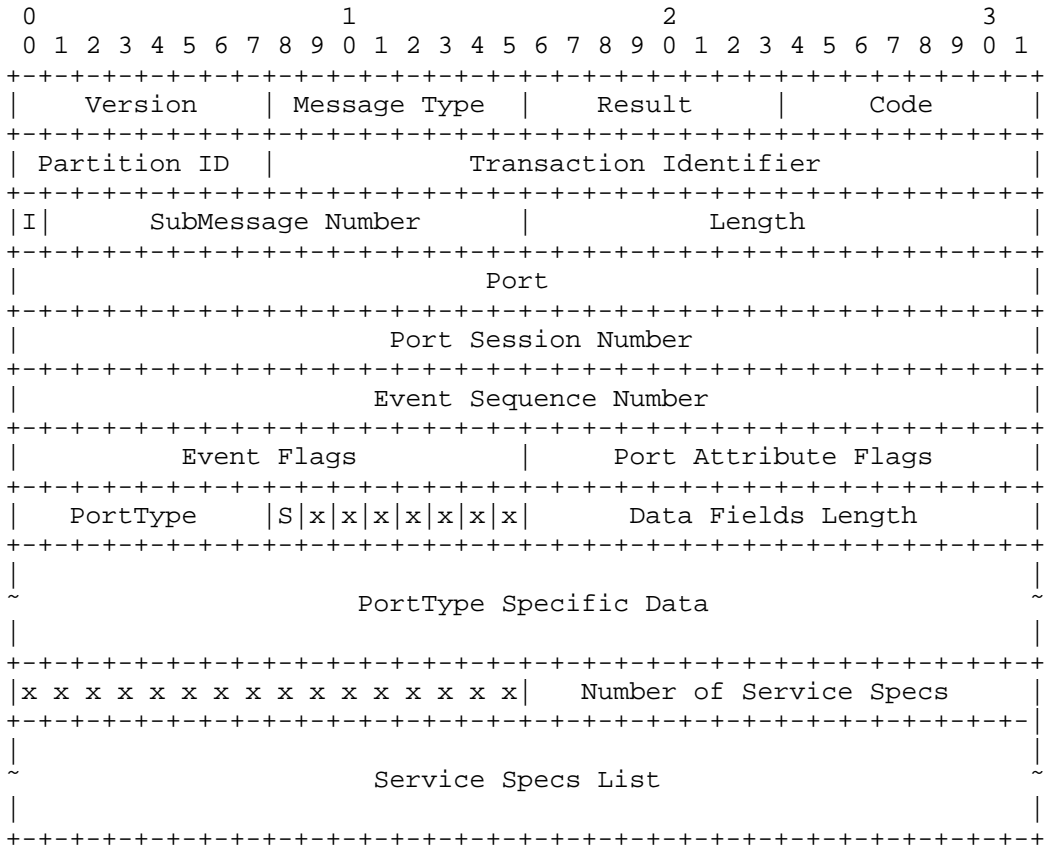 0                   1                   2                   3
 0 1 2 3 4 5 6 7 8 9 0 1 2 3 4 5 6 7 8 9 0 1 2 3 4 5 6 7 8 9 0 1
+-+-+-+-+-+-+-+-+-+-+-+-+-+-+-+-+-+-+-+-+-+-+-+-+-+-+-+-+-+-+-+-+
|    Version    | Message Type  |    Result     |     Code      |
+-+-+-+-+-+-+-+-+-+-+-+-+-+-+-+-+-+-+-+-+-+-+-+-+-+-+-+-+-+-+-+-+
| Partition ID  |            Transaction Identifier             |
+-+-+-+-+-+-+-+-+-+-+-+-+-+-+-+-+-+-+-+-+-+-+-+-+-+-+-+-+-+-+-+-+
|I|      SubMessage Number      |           Length              |
+-+-+-+-+-+-+-+-+-+-+-+-+-+-+-+-+-+-+-+-+-+-+-+-+-+-+-+-+-+-+-+-+
|                             Port                              |
+-+-+-+-+-+-+-+-+-+-+-+-+-+-+-+-+-+-+-+-+-+-+-+-+-+-+-+-+-+-+-+-+
|                       Port Session Number                     |
+-+-+-+-+-+-+-+-+-+-+-+-+-+-+-+-+-+-+-+-+-+-+-+-+-+-+-+-+-+-+-+-+
|                      Event Sequence Number                    |
+-+-+-+-+-+-+-+-+-+-+-+-+-+-+-+-+-+-+-+-+-+-+-+-+-+-+-+-+-+-+-+-+
|          Event Flags          |     Port Attribute Flags      |
+-+-+-+-+-+-+-+-+-+-+-+-+-+-+-+-+-+-+-+-+-+-+-+-+-+-+-+-+-+-+-+-+
|   PortType    |S|x|x|x|x|x|x|x|      Data Fields Length       |
+-+-+-+-+-+-+-+-+-+-+-+-+-+-+-+-+-+-+-+-+-+-+-+-+-+-+-+-+-+-+-+-+
|                                                               |
~                     PortType Specific Data                    ~
|                                                               |
+-+-+-+-+-+-+-+-+-+-+-+-+-+-+-+-+-+-+-+-+-+-+-+-+-+-+-+-+-+-+-+-+
|x x x x x x x x x x x x x x x x|   Number of Service Specs     |
+-+-+-+-+-+-+-+-+-+-+-+-+-+-+-+-+-+-+-+-+-+-+-+-+-+-+-+-+-+-+-+-|
|                                                               |
~                      Service Specs List                       ~
|                                                               |
+-+-+-+-+-+-+-+-+-+-+-+-+-+-+-+-+-+-+-+-+-+-+-+-+-+-+-+-+-+-+-+-+